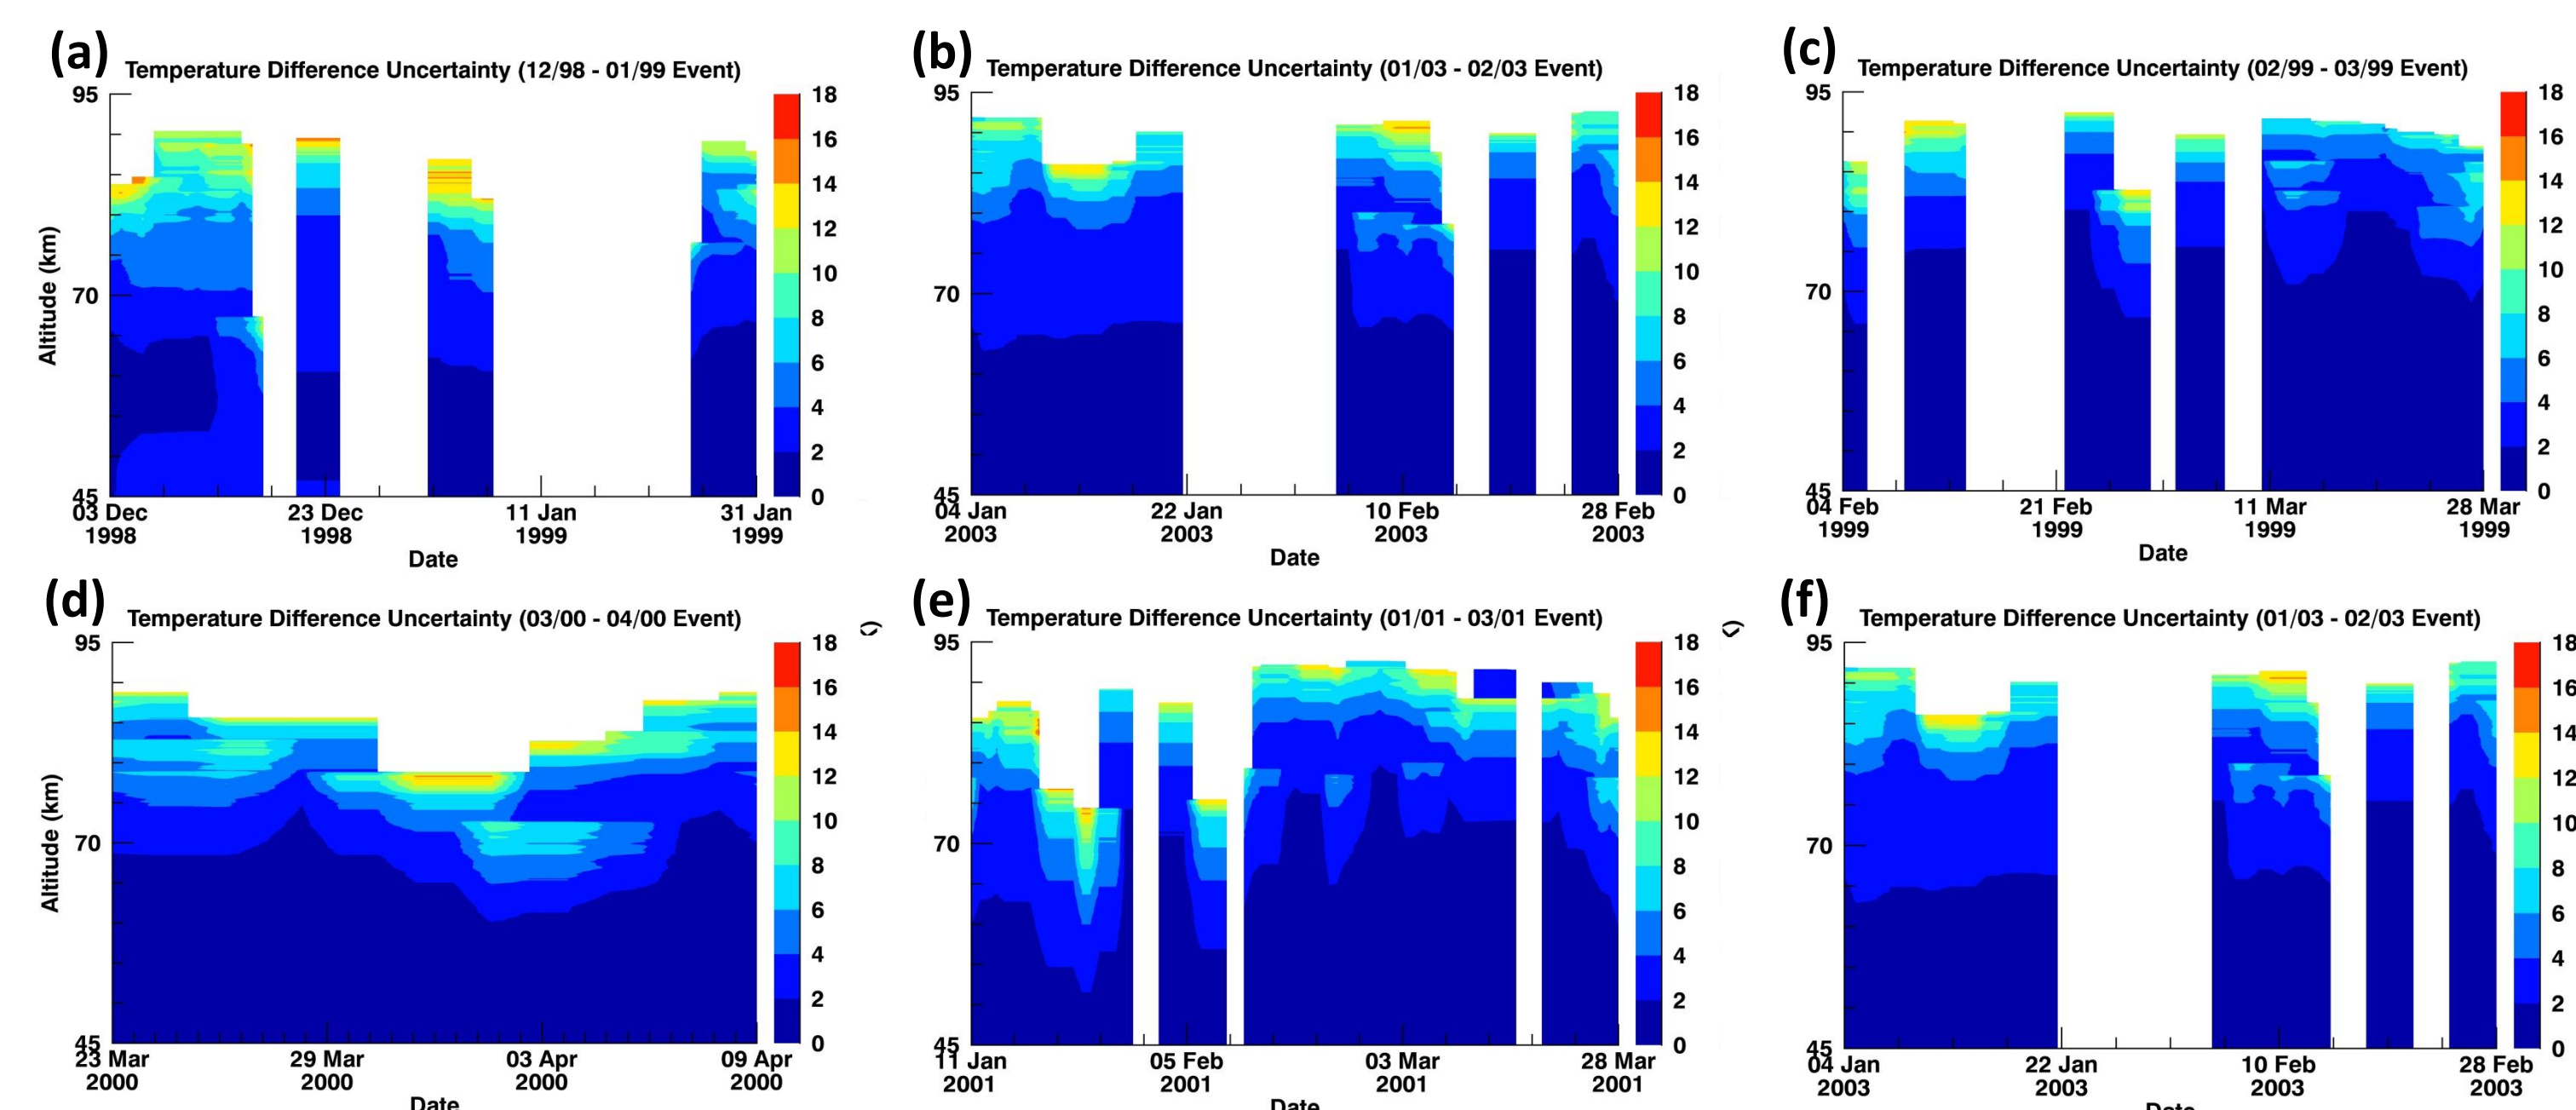 (a)
Temperature Difference Uncertainty (12/98 - 01/99 Event)
95
70
45
Altitude (km)
03 Dec 23 Dec 11 Jan 31 Jan
1998 1998 1999 1999
Date
18
16
14
12
10
8
6
4
2
0
(b)
Temperature Difference Uncertainty (01/03 - 02/03 Event)
95
70
45
04 Jan 22 Jan 10 Feb 28 Feb
2003 2003 2003 2003
Date
18
16
14
12
10
8
6
4
2
0
(c)
Temperature Difference Uncertainty (02/99 - 03/99 Event)
95
70
45
04 Feb 21 Feb 11 Mar 28 Mar
1999 1999 1999 1999
Date
18
16
14
12
10
8
6
4
2
0
(d)
Temperature Difference Uncertainty (03/00 - 04/00 Event)
95
70
45
Altitude (km)
23 Mar 29 Mar 03 Apr 09 Apr
2000 2000 2000 2000
Date
18
16
14
12
10
8
6
4
2
0
(e)
Temperature Difference Uncertainty (01/01 - 03/01 Event)
95
70
45
11 Jan 05 Feb 03 Mar 28 Mar
2001 2001 2001 2001
Date
18
16
14
12
10
8
6
4
2
0
(f)
Temperature Difference Uncertainty (01/03 - 02/03 Event)
95
70
45
04 Jan 22 Jan 10 Feb 28 Feb
2003 2003 2003 2003
Date
18
16
14
12
10
8
6
4
2
0